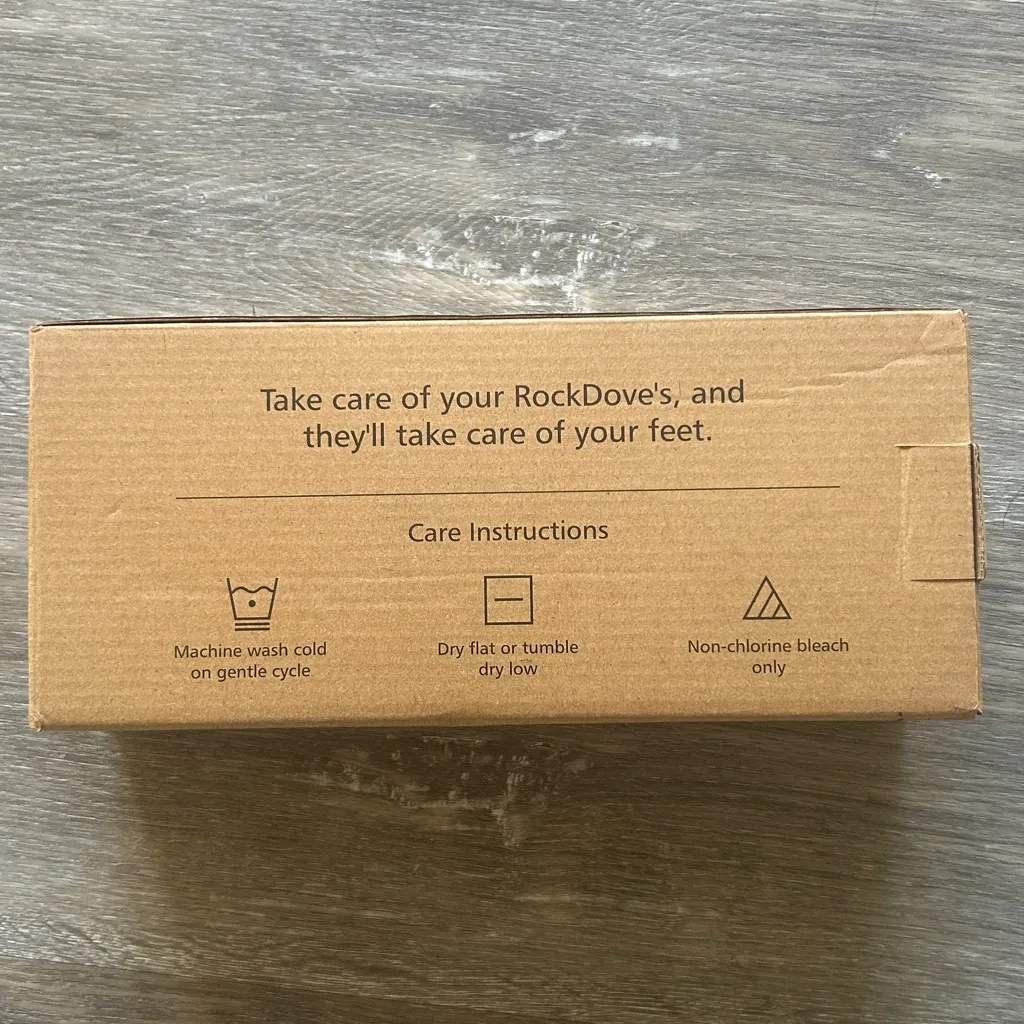 Take care of your RockDove's, and
they'll take care of your feet.
Care Instructions
Machine wash cold
on gentle cycle
Dry flat or tumble
dry low
Non-chlorine bleach
only